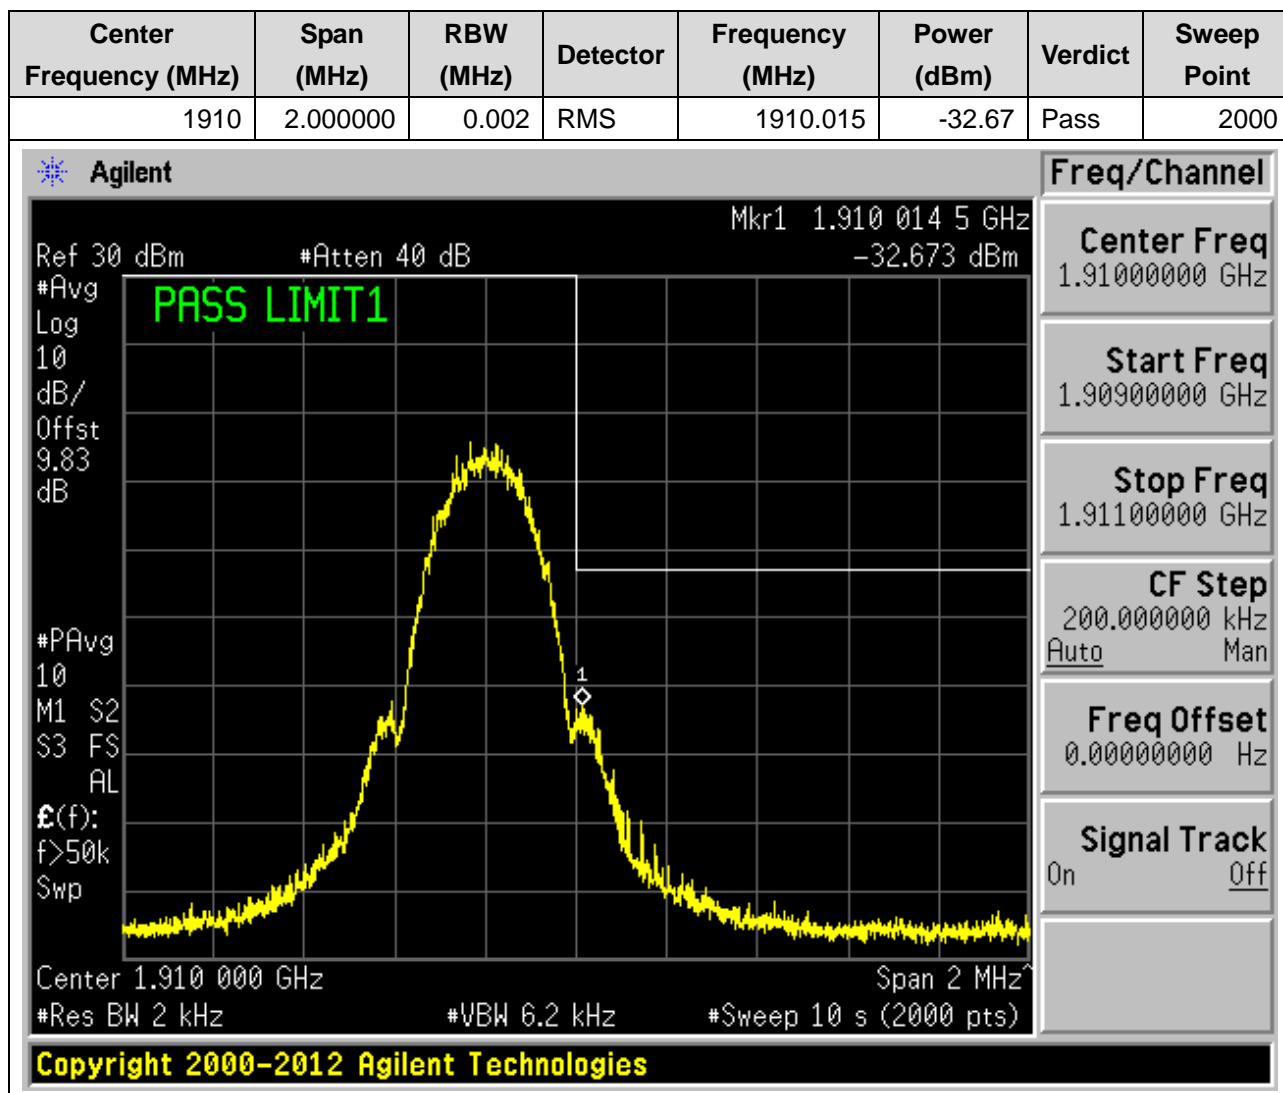 Center Frequency (MHz) Span (MHz) RBW (MHz) Detector Frequency (MHz) Power (dBm) Verdict Sweep Point
1910 2.000000 0.002 RMS 1910.015 -32.67 Pass 2000
Agilent
Freq/Channel
Mkr1 1.910 014 5 GHz
Ref 30 dBm #Atten 40 dB -32.673 dBm
#Avg
Log
10
dB/
Offst
9.83
dB
PASS LIMIT1
#PAvg
10
M1 S2
S3 FS
AL
£(f):
f>50k
Swp
1
Center 1.910 000 GHz Span 2 MHz^
#Res BW 2 kHz #VBW 6.2 kHz #Sweep 10 s (2000 pts)
Center Freq
1.91000000 GHz
Start Freq
1.90900000 GHz
Stop Freq
1.91100000 GHz
CF Step
200.000000 kHz
Auto Man
Freq Offset
0.00000000 Hz
Signal Track
On Off
Copyright 2000-2012 Agilent Technologies